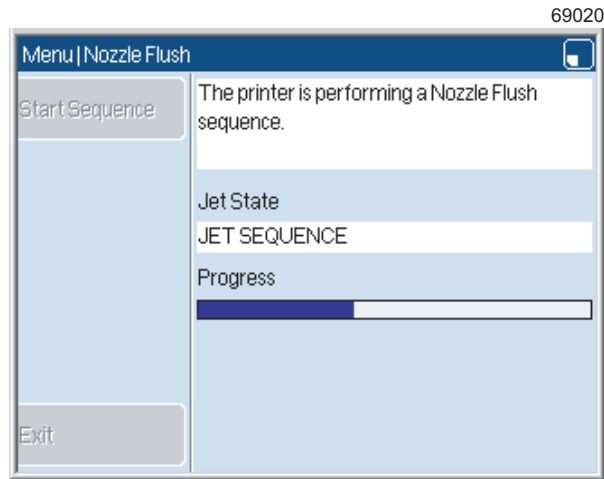 69020
Menu | Nozzle Flush
Start Sequence
The printer is performing a Nozzle Flush
sequence.
Jet State
JET SEQUENCE
Progress
Exit